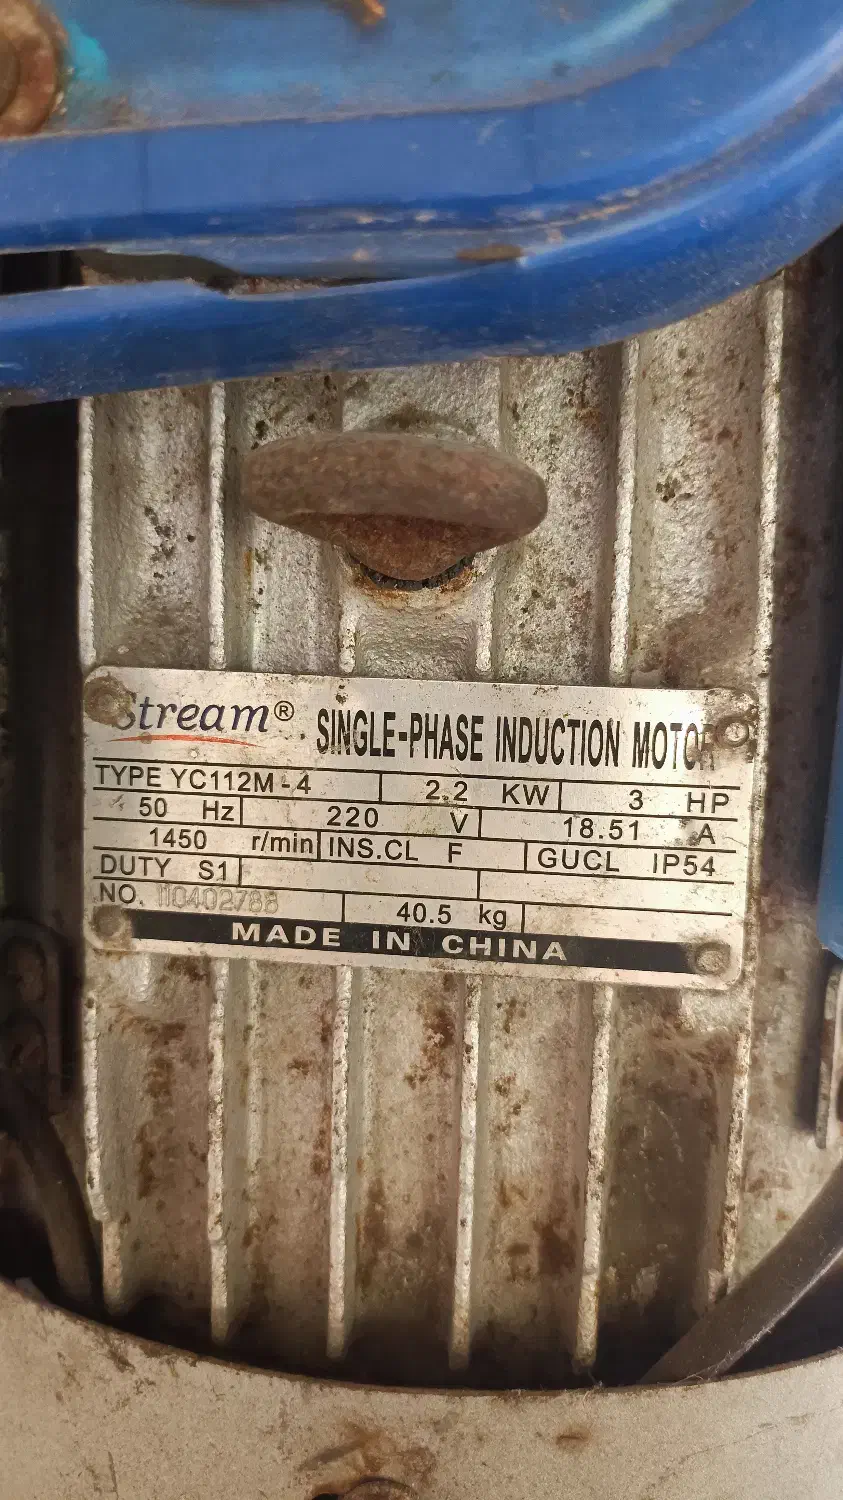 Stream® SINGLE-PHASE INDUCTION MOTOR
TYPE YC112M-4 2.2 KW 3 HP
50 Hz 220 V 18.51 A
1450 r/min INS.CL F GUCL IP54
DUTY S1
NO. 110402788 40.5 kg
MADE IN CHINA